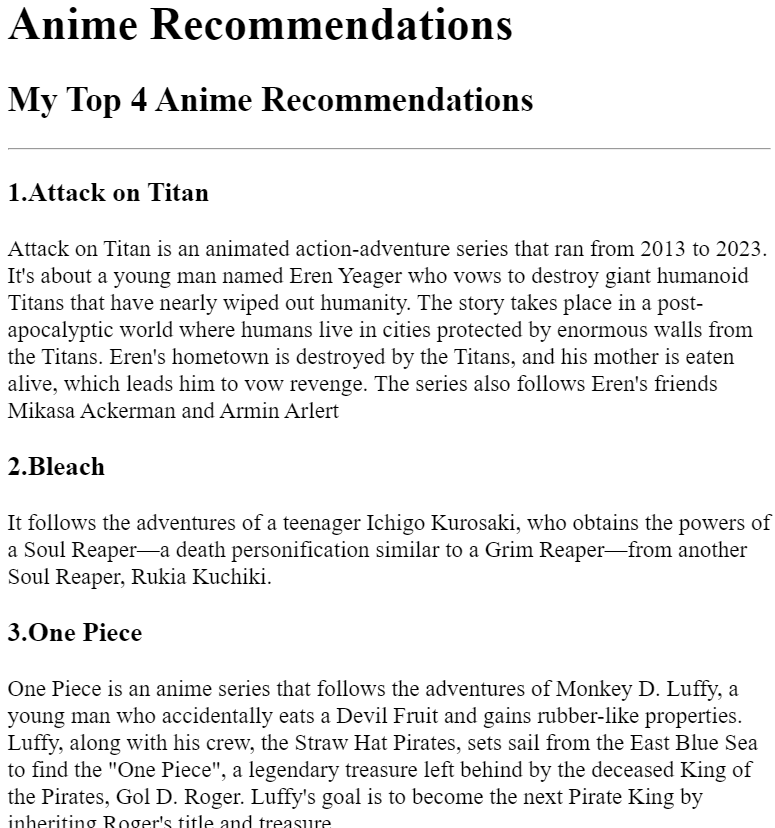 Anime Recommendations
My Top 4 Anime Recommendations
1.Attack on Titan
Attack on Titan is an animated action-adventure series that ran from 2013 to 2023.
It's about a young man named Eren Yeager who vows to destroy giant humanoid
Titans that have nearly wiped out humanity. The story takes place in a post-
apocalyptic world where humans live in cities protected by enormous walls from
the Titans. Eren's hometown is destroyed by the Titans, and his mother is eaten
alive, which leads him to vow revenge. The series also follows Eren's friends
Mikasa Ackerman and Armin Arlert
2.Bleach
It follows the adventures of a teenager Ichigo Kurosaki, who obtains the powers of
a Soul Reaper—a death personification similar to a Grim Reaper—from another
Soul Reaper, Rukia Kuchiki.
3.One Piece
One Piece is an anime series that follows the adventures of Monkey D. Luffy, a
young man who accidentally eats a Devil Fruit and gains rubber-like properties.
Luffy, along with his crew, the Straw Hat Pirates, sets sail from the East Blue Sea
to find the "One Piece", a legendary treasure left behind by the deceased King of
the Pirates, Gol D. Roger. Luffy's goal is to become the next Pirate King by
inheriting Roger's title and treasure